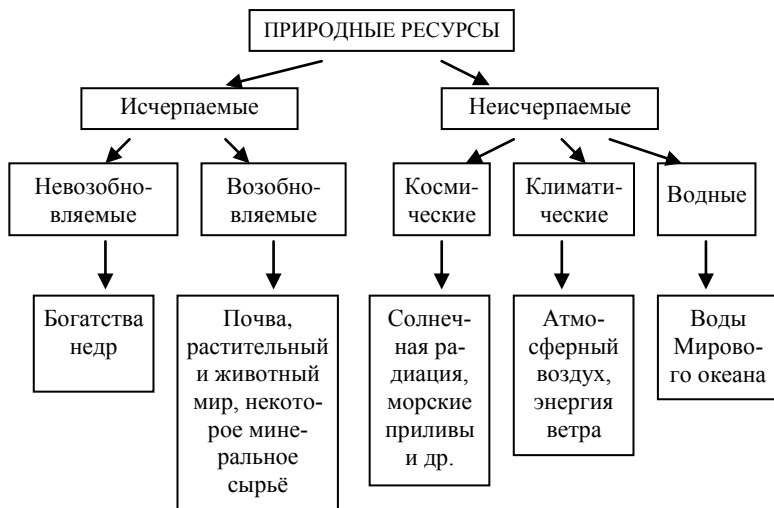 ПРИРОДНЫЕ РЕСУРСЫ
Исчерпаемые
Неисчерпаемые
Невозобно-
вляемые
Возобно-
вляемые
Косми-
ческие
Климати-
ческие
Водные
Богатства
недр
Почва,
растительный
и животный
мир, некото-
рое мине-
ральное
сырьё
Солнеч-
ная ра-
диация,
морские
приливы
и др.
Атмо-
сферный
воздух,
энергия
ветра
Воды
Мирово-
го океана